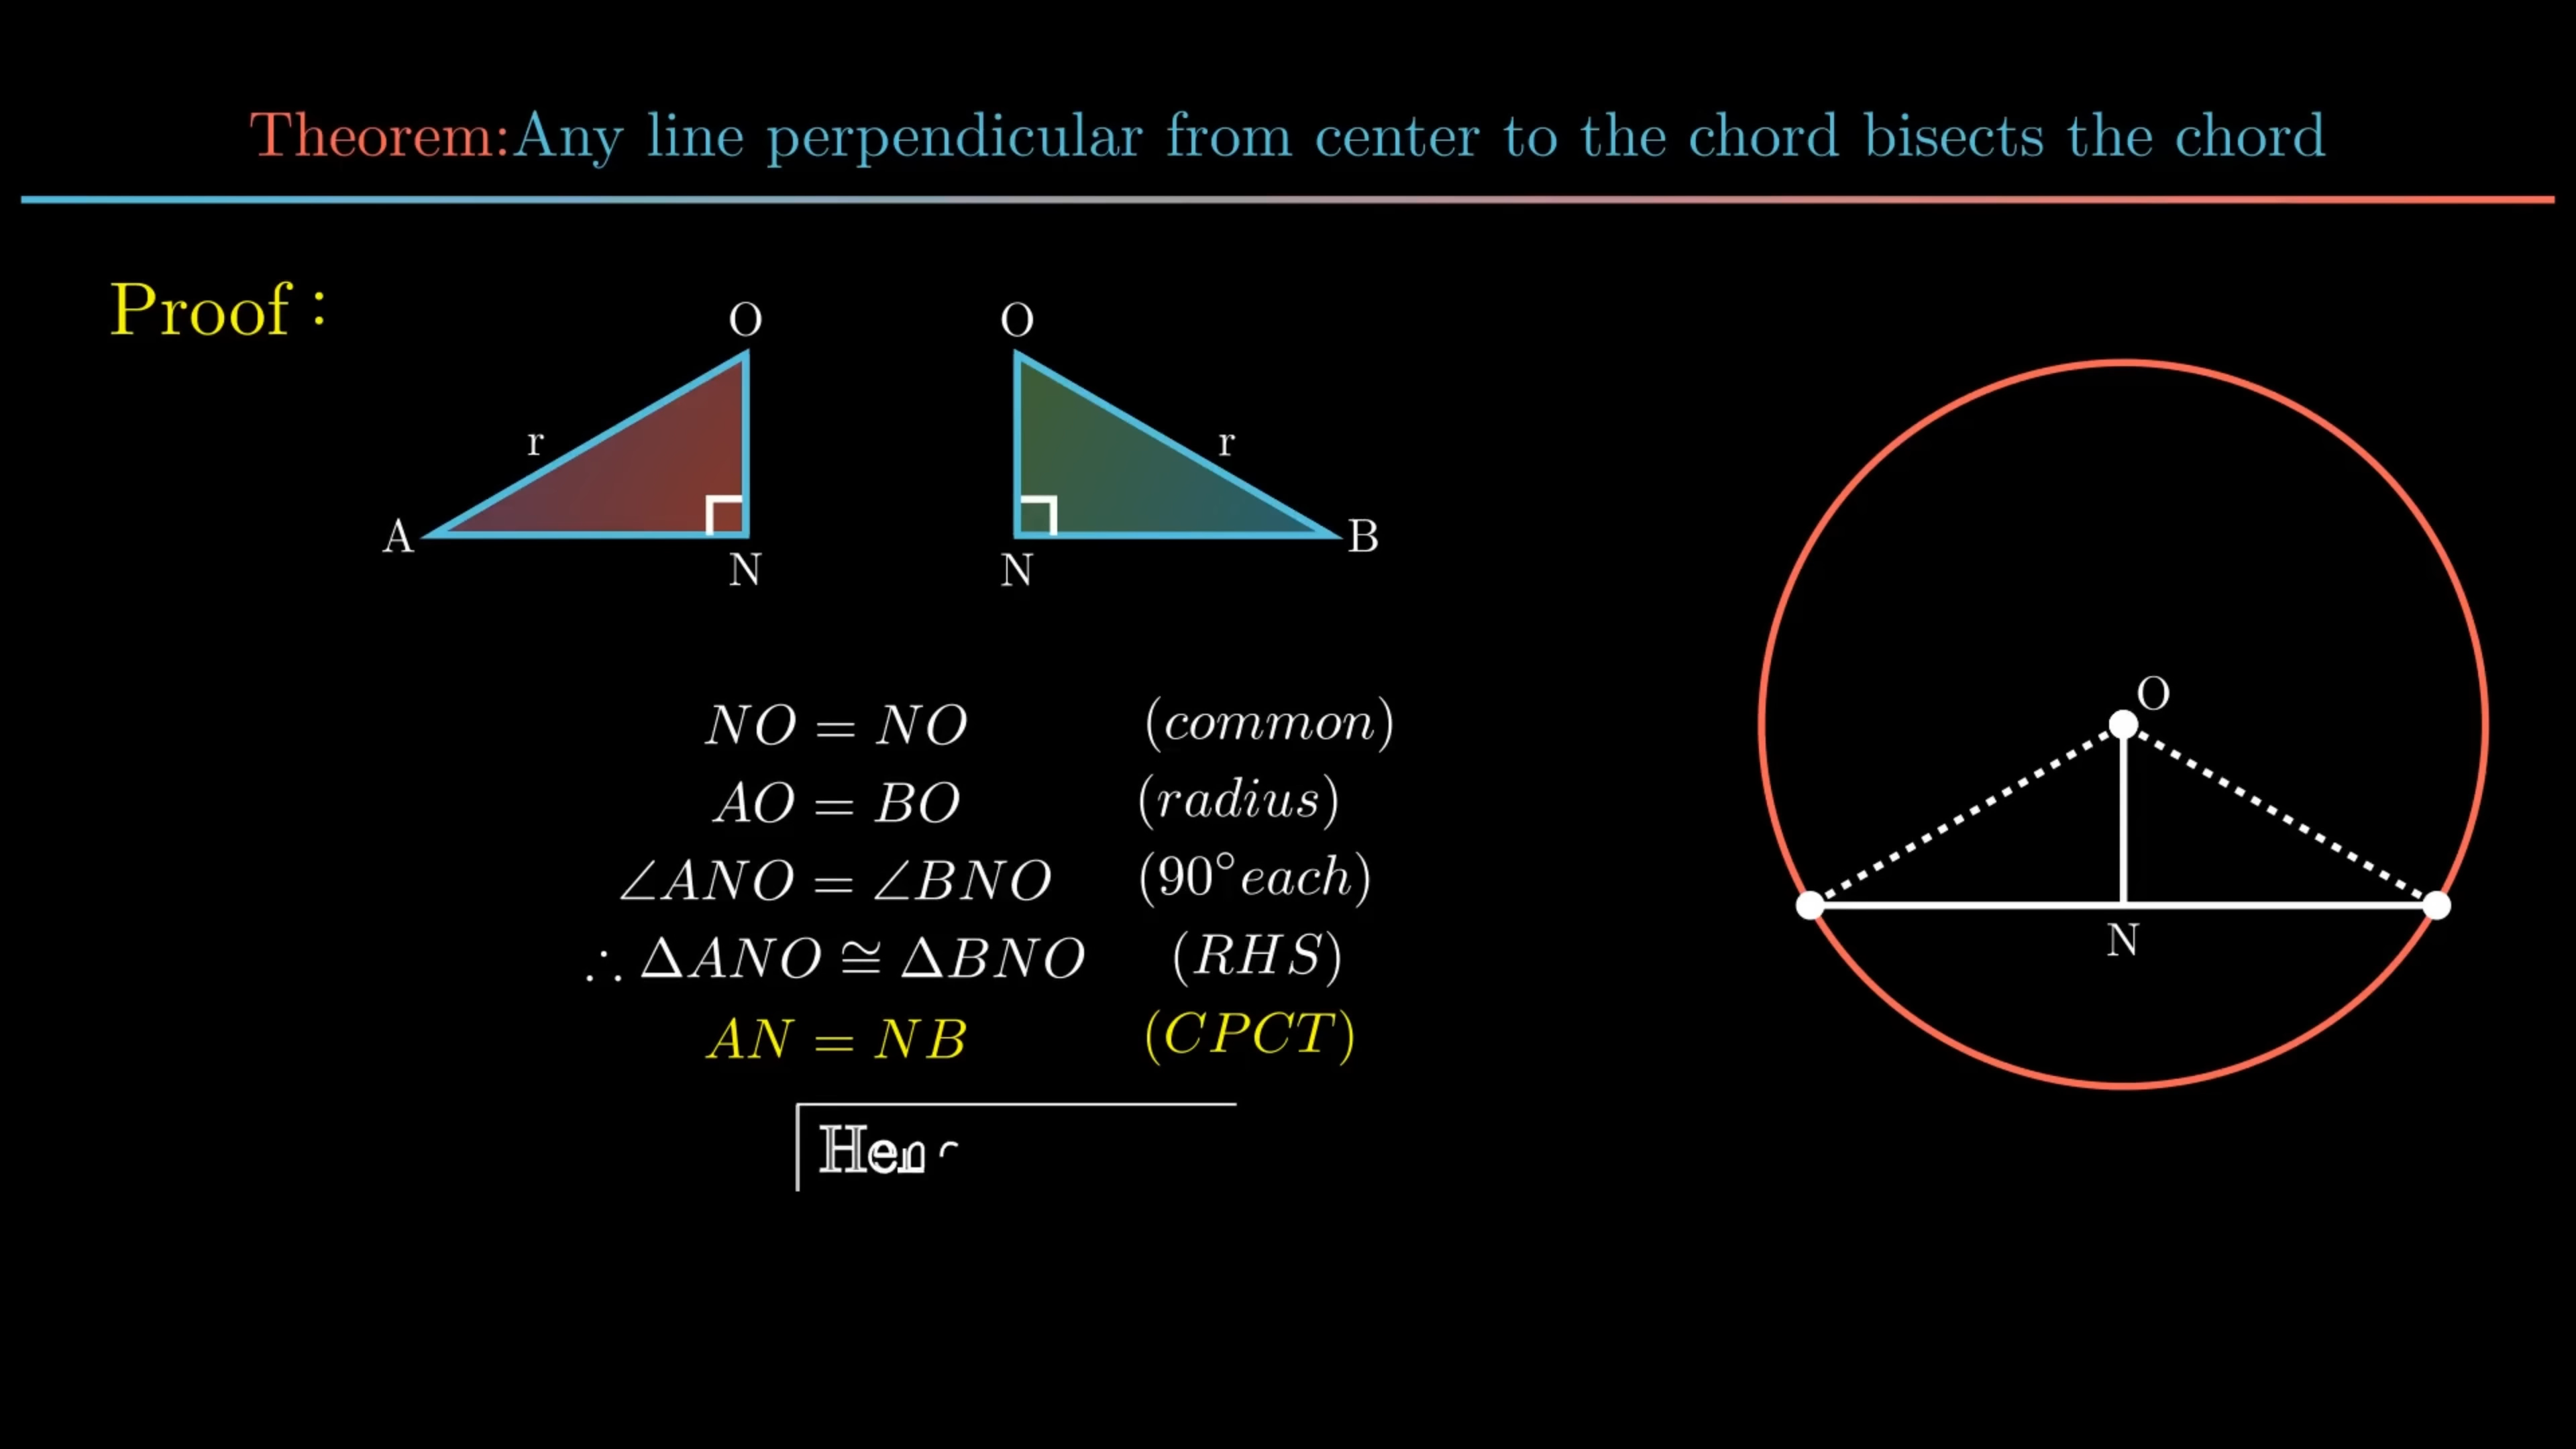 Theorem:Any line perpendicular from center to the chord bisects the chord
Proof :
O
O
r
r
A
N
N
B
NO = NO (common)
AO = BO (radius)
∠ANO = ∠BNO (90°each)
∴ ΔANO ≅ ΔBNO (RHS)
AN = NB (CPCT)
O
N